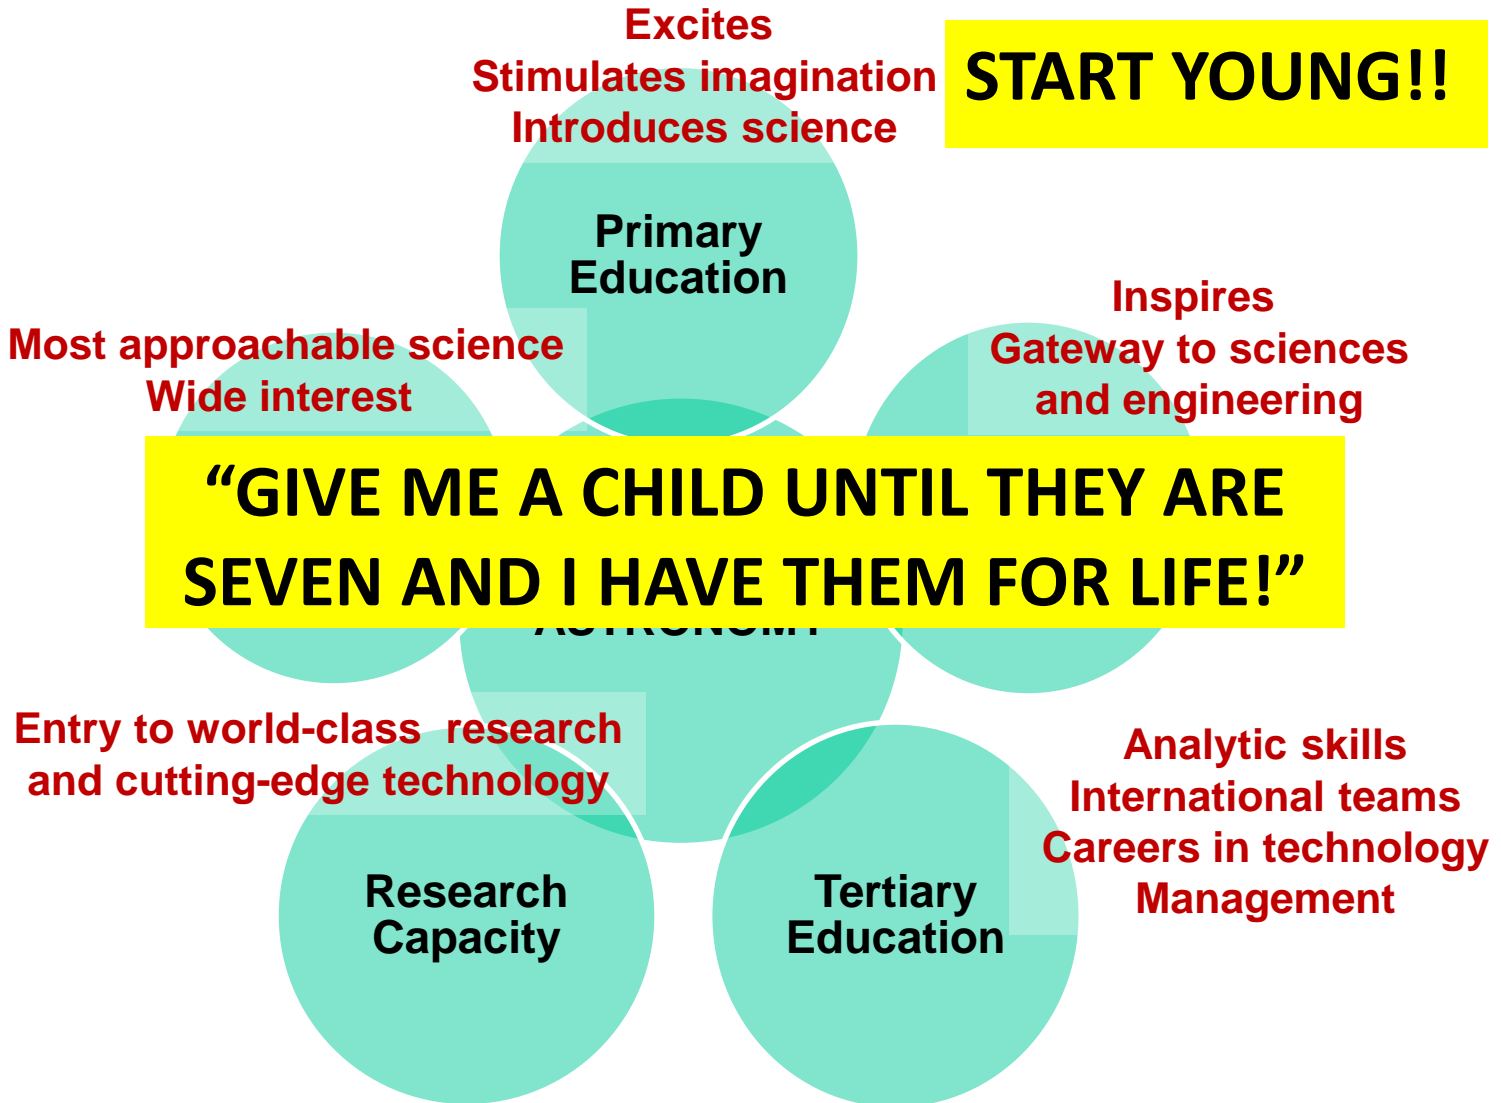 Excites
Stimulates imagination
Introduces science
START YOUNG!!
Primary
Education
Most approachable science
Wide interest
Inspires
Gateway to sciences
and engineering
“GIVE ME A CHILD UNTIL THEY ARE
SEVEN AND I HAVE THEM FOR LIFE!”
ASTRONOMY
Entry to world-class research
and cutting-edge technology
Analytic skills
International teams
Careers in technology
Management
Research
Capacity
Tertiary
Education